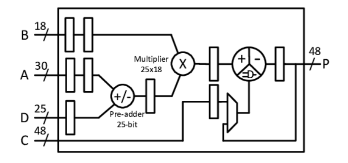 B 18
A 30
D 25
C 48
Multiplier
25x18
X
+/-
Pre-adder
25-bit
+ -
48
P